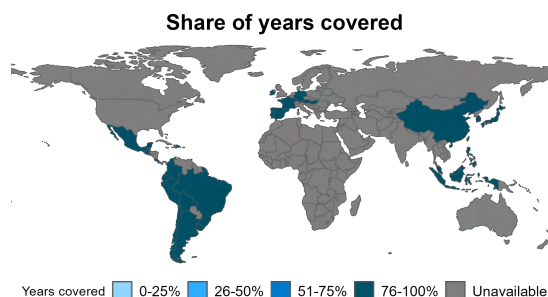 Share of years covered
Years covered 0-25% 26-50% 51-75% 76-100% Unavailable